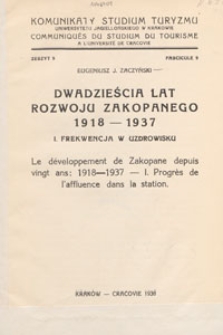 KOMUNIKATY STUDIUM TURYZMU
UNIWERSYTETU JAGIELLOŃSKIEGO W KRAKOWIE
COMMUNIQUÉS DU STUDIUM DU TOURISME
A L'UNIVERSITÉ DE CRACOVIE
ZESZYT 9 FASCICULE 9
EUGENIUSZ J. ZACZYŃSKI
DWADZIEŚCIA LAT
ROZWOJU ZAKOPANEGO
1918 — 1937
I. FREKWENCJA W UZDROWISKU
Le développement de Zakopane depuis
vingt ans: 1918—1937 — I. Progrès de
l'affluence dans la station.
KRAKÓW — CRACOVIE 1938